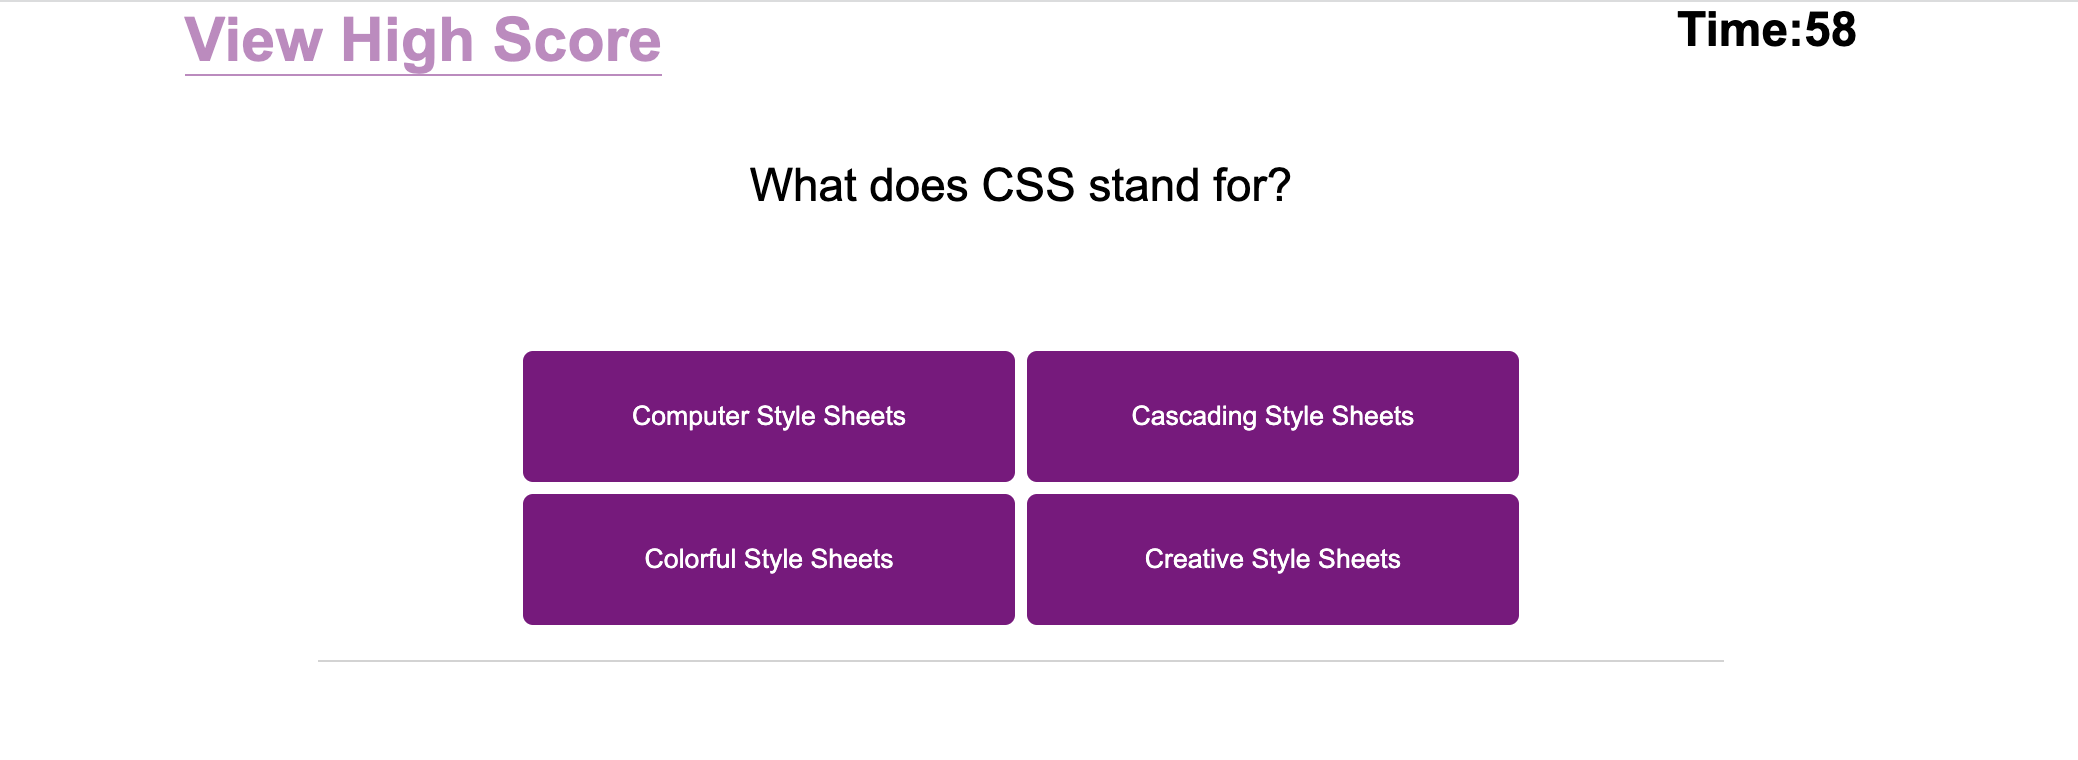 View High Score
Time:58
What does CSS stand for?
Computer Style Sheets
Cascading Style Sheets
Colorful Style Sheets
Creative Style Sheets